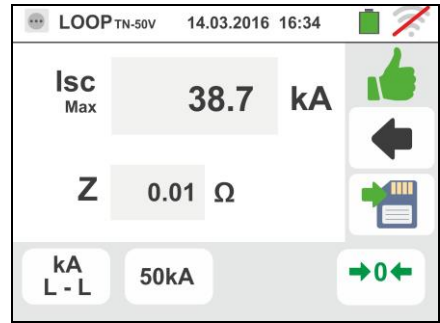 LOOP TN-50V 14.03.2016 16:34
Isc Max 38.7 kA
Z 0.01 Ω
kA L - L
50kA
0